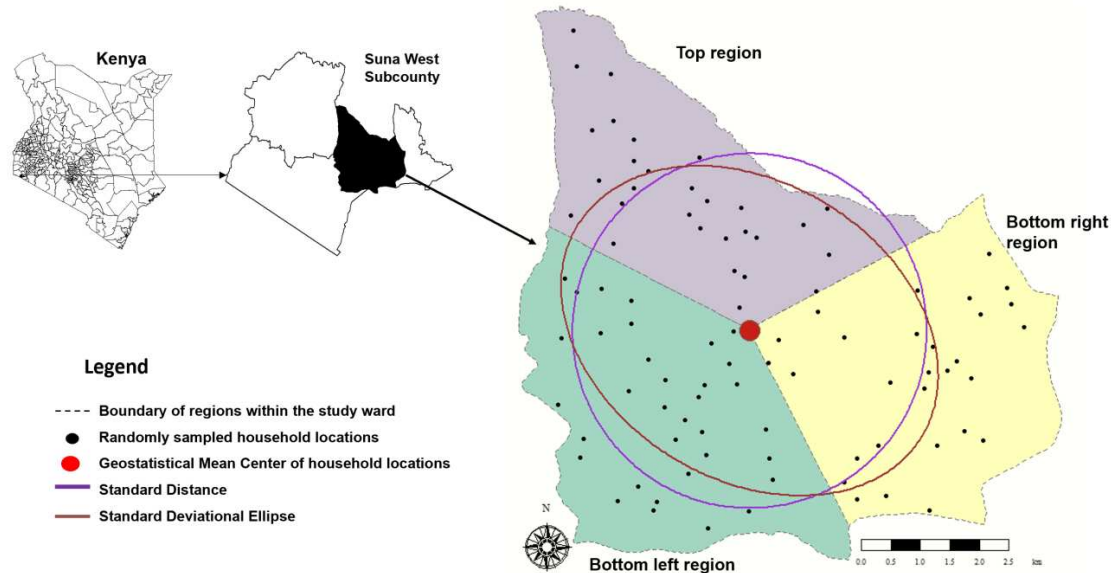 Kenya
Suna West
Subcounty
Top region
Bottom right
region
Legend
Boundary of regions within the study ward
Randomly sampled household locations
Geostatistical Mean Center of household locations
Standard Distance
Standard Deviational Ellipse
N
Bottom left region
0.0 0.5 1.0 1.5 2.0 2.5
km